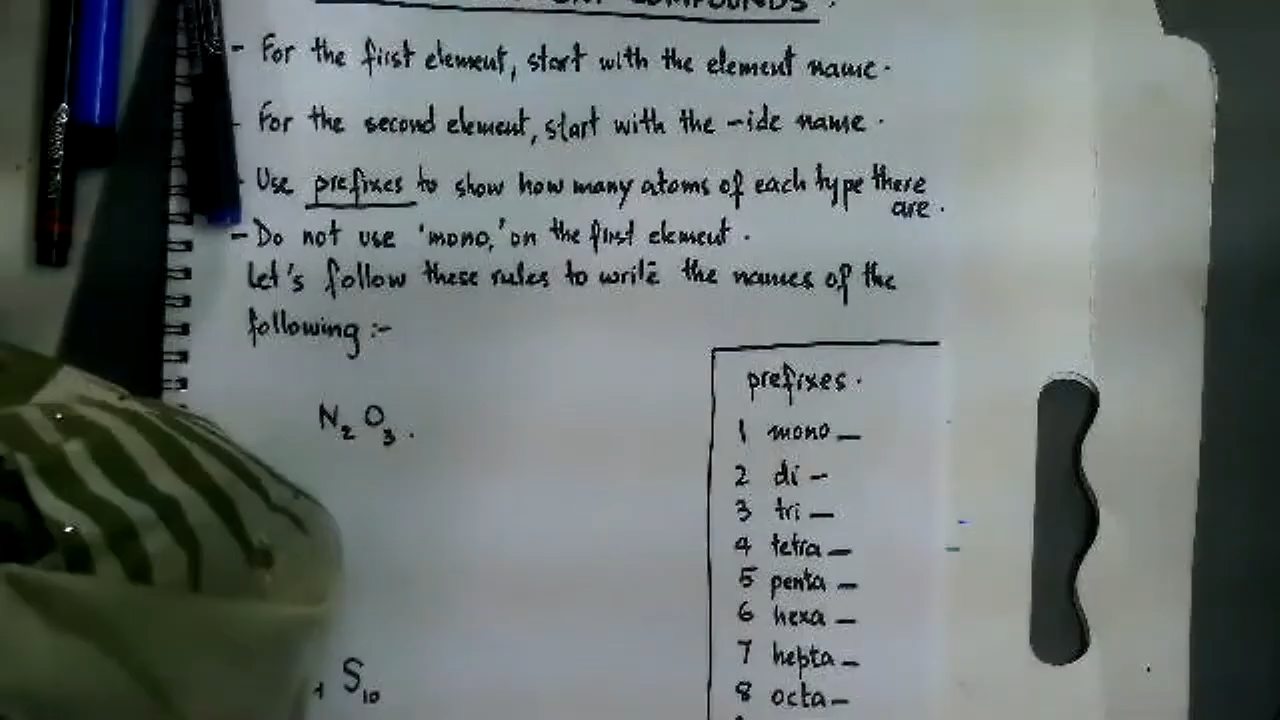 COMPOUNDS.
- For the first element, start with the element name.
- For the second element, start with the -ide name.
- Use prefixes to show how many atoms of each type there
are.
- Do not use 'mono,' on the first element.
Let's follow these rules to write the names of the
following :-
N2O3.
prefixes.
1 mono -
2 di -
3 tri -
4 tetra -
5 penta -
6 hexa -
7 hepta -
8 octa -
S10